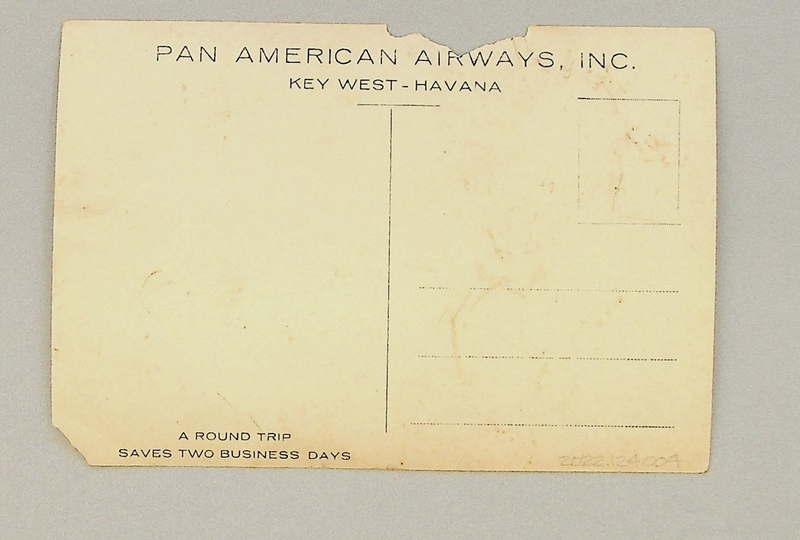 PAN AMERICAN AIRWAYS, INC.
KEY WEST - HAVANA
A ROUND TRIP
SAVES TWO BUSINESS DAYS
2022.124.004